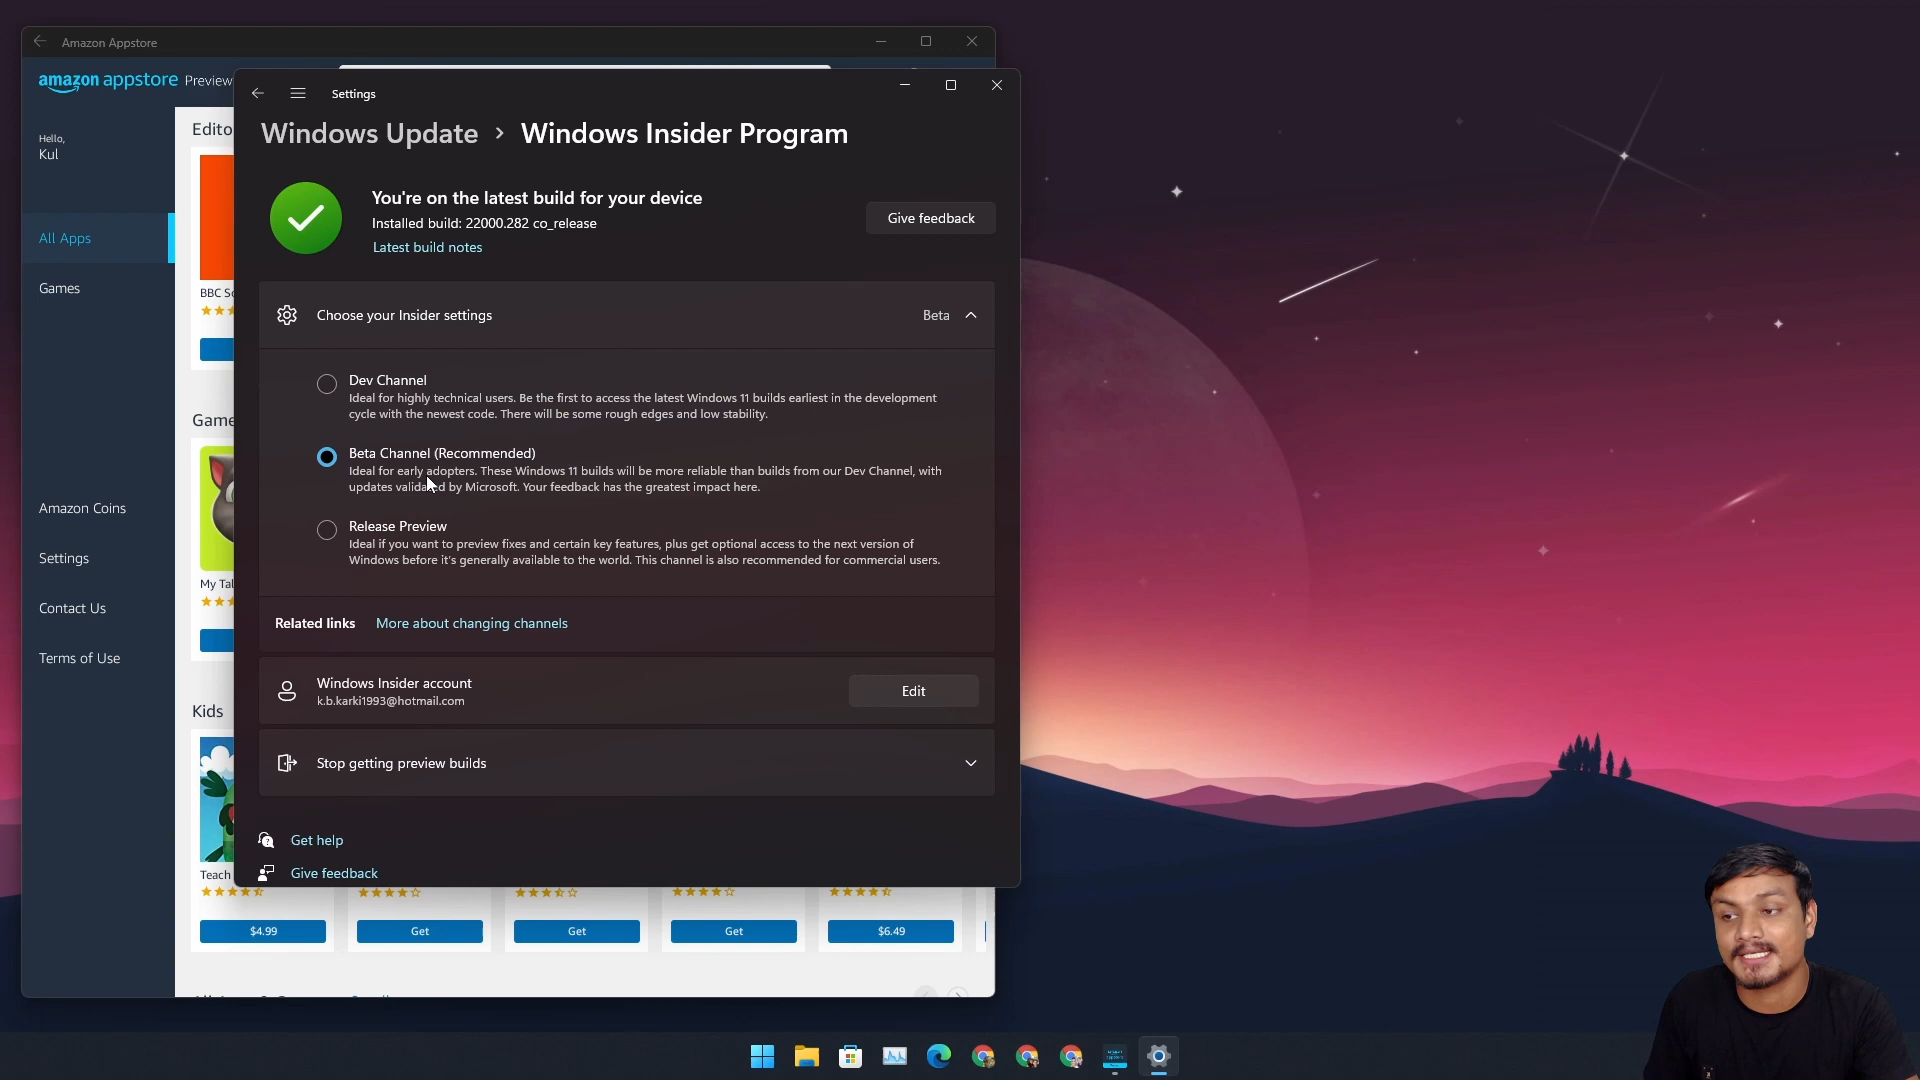 Amazon Appstore
amazon appstore Preview
Hello,
Kul
All Apps
Games
Amazon Coins
Settings
Contact Us
Terms of Use
Edito
BBC
Game
My Tal
Kids
Teach
$4.99
Get
Get
Get
$6.49
Settings
Windows Update > Windows Insider Program
You're on the latest build for your device
Installed build: 22000.282 co_release
Latest build notes
Give feedback
Choose your Insider settings
Beta
Dev Channel
Ideal for highly technical users. Be the first to access the latest Windows 11 builds earliest in the development
cycle with the newest code. There will be some rough edges and low stability.
Beta Channel (Recommended)
Ideal for early adopters. These Windows 11 builds will be more reliable than builds from our Dev Channel, with
updates validated by Microsoft. Your feedback has the greatest impact here.
Release Preview
Ideal if you want to preview fixes and certain key features, plus get optional access to the next version of
Windows before it's generally available to the world. This channel is also recommended for commercial users.
Related links
More about changing channels
Windows Insider account
k.b.karki1993@hotmail.com
Edit
Stop getting preview builds
Get help
Give feedback